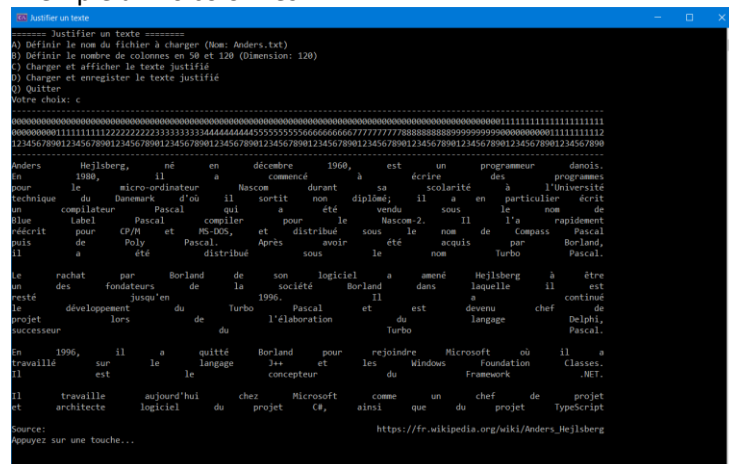 Justifier un texte
======= Justifier un texte ========
A) Définir le nom du fichier à charger (Nom: Anders.txt)
B) Définir le nombre de colonnes en 50 et 120 (Dimension: 120)
C) Charger et afficher le texte justifié
D) Charger et enregister le texte justifié
Q) Quitter
Votre choix: c
------------------------------------------------------------------------------------------------------------------------
000000000000000000000000000000000000000000000000000000000000000000000000000000000000000000000000000111111111111111111111
000000000111111111122222222223333333333444444444455555555556666666666777777777788888888889999999999000000000011111111112
123456789012345678901234567890123456789012345678901234567890123456789012345678901234567890123456789012345678901234567890
------------------------------------------------------------------------------------------------------------------------
Anders Hejlsberg, né en décembre 1960, est un programmeur danois.
En 1980, il a commencé à écrire des programmes
pour le micro-ordinateur Nascom durant sa scolarité à l'Université
technique du Danemark d'où il sortit non diplômé; il a en particulier écrit
un compilateur Pascal qui a été vendu sous le nom de
Blue Label Pascal compiler pour le Nascom-2. Il l'a rapidement
réécrit pour CP/M et MS-DOS, et distribué sous le nom de Compass Pascal
puis de Poly Pascal. Après avoir été acquis par Borland,
il a été distribué sous le nom Turbo Pascal.
Le rachat par Borland de son logiciel a amené Hejlsberg à être
un des fondateurs de la société Borland dans laquelle il est
resté jusqu'en 1996. Il a continué
le développement du Turbo Pascal et est devenu chef de
projet lors de l'élaboration du langage Delphi,
successeur du Turbo Pascal.
En 1996, il a quitté Borland pour rejoindre Microsoft où il a
travaillé sur le langage J++ et les Windows Foundation Classes.
Il est le concepteur du Framework .NET.
Il travaille aujourd'hui chez Microsoft comme un chef de projet
et architecte logiciel du projet C#, ainsi que du projet TypeScript
Source: https://fr.wikipedia.org/wiki/Anders_Hejlsberg
Appuyez sur une touche...